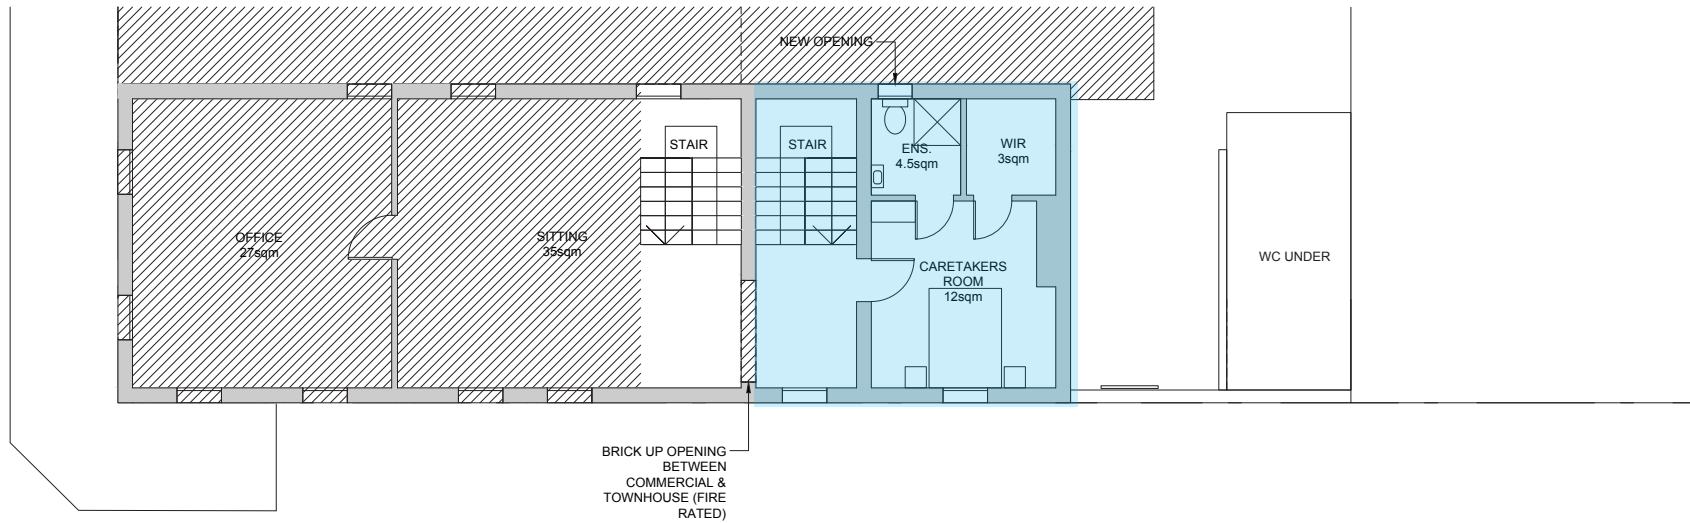 NEW OPENING
STAIR
STAIR
ENS.
4.5sqm
WIR
3sqm
OFFICE
27sqm
SITTING
35sqm
CARETAKERS
ROOM
12sqm
WC UNDER
BRICK UP OPENING
BETWEEN
COMMERCIAL &
TOWNHOUSE (FIRE
RATED)